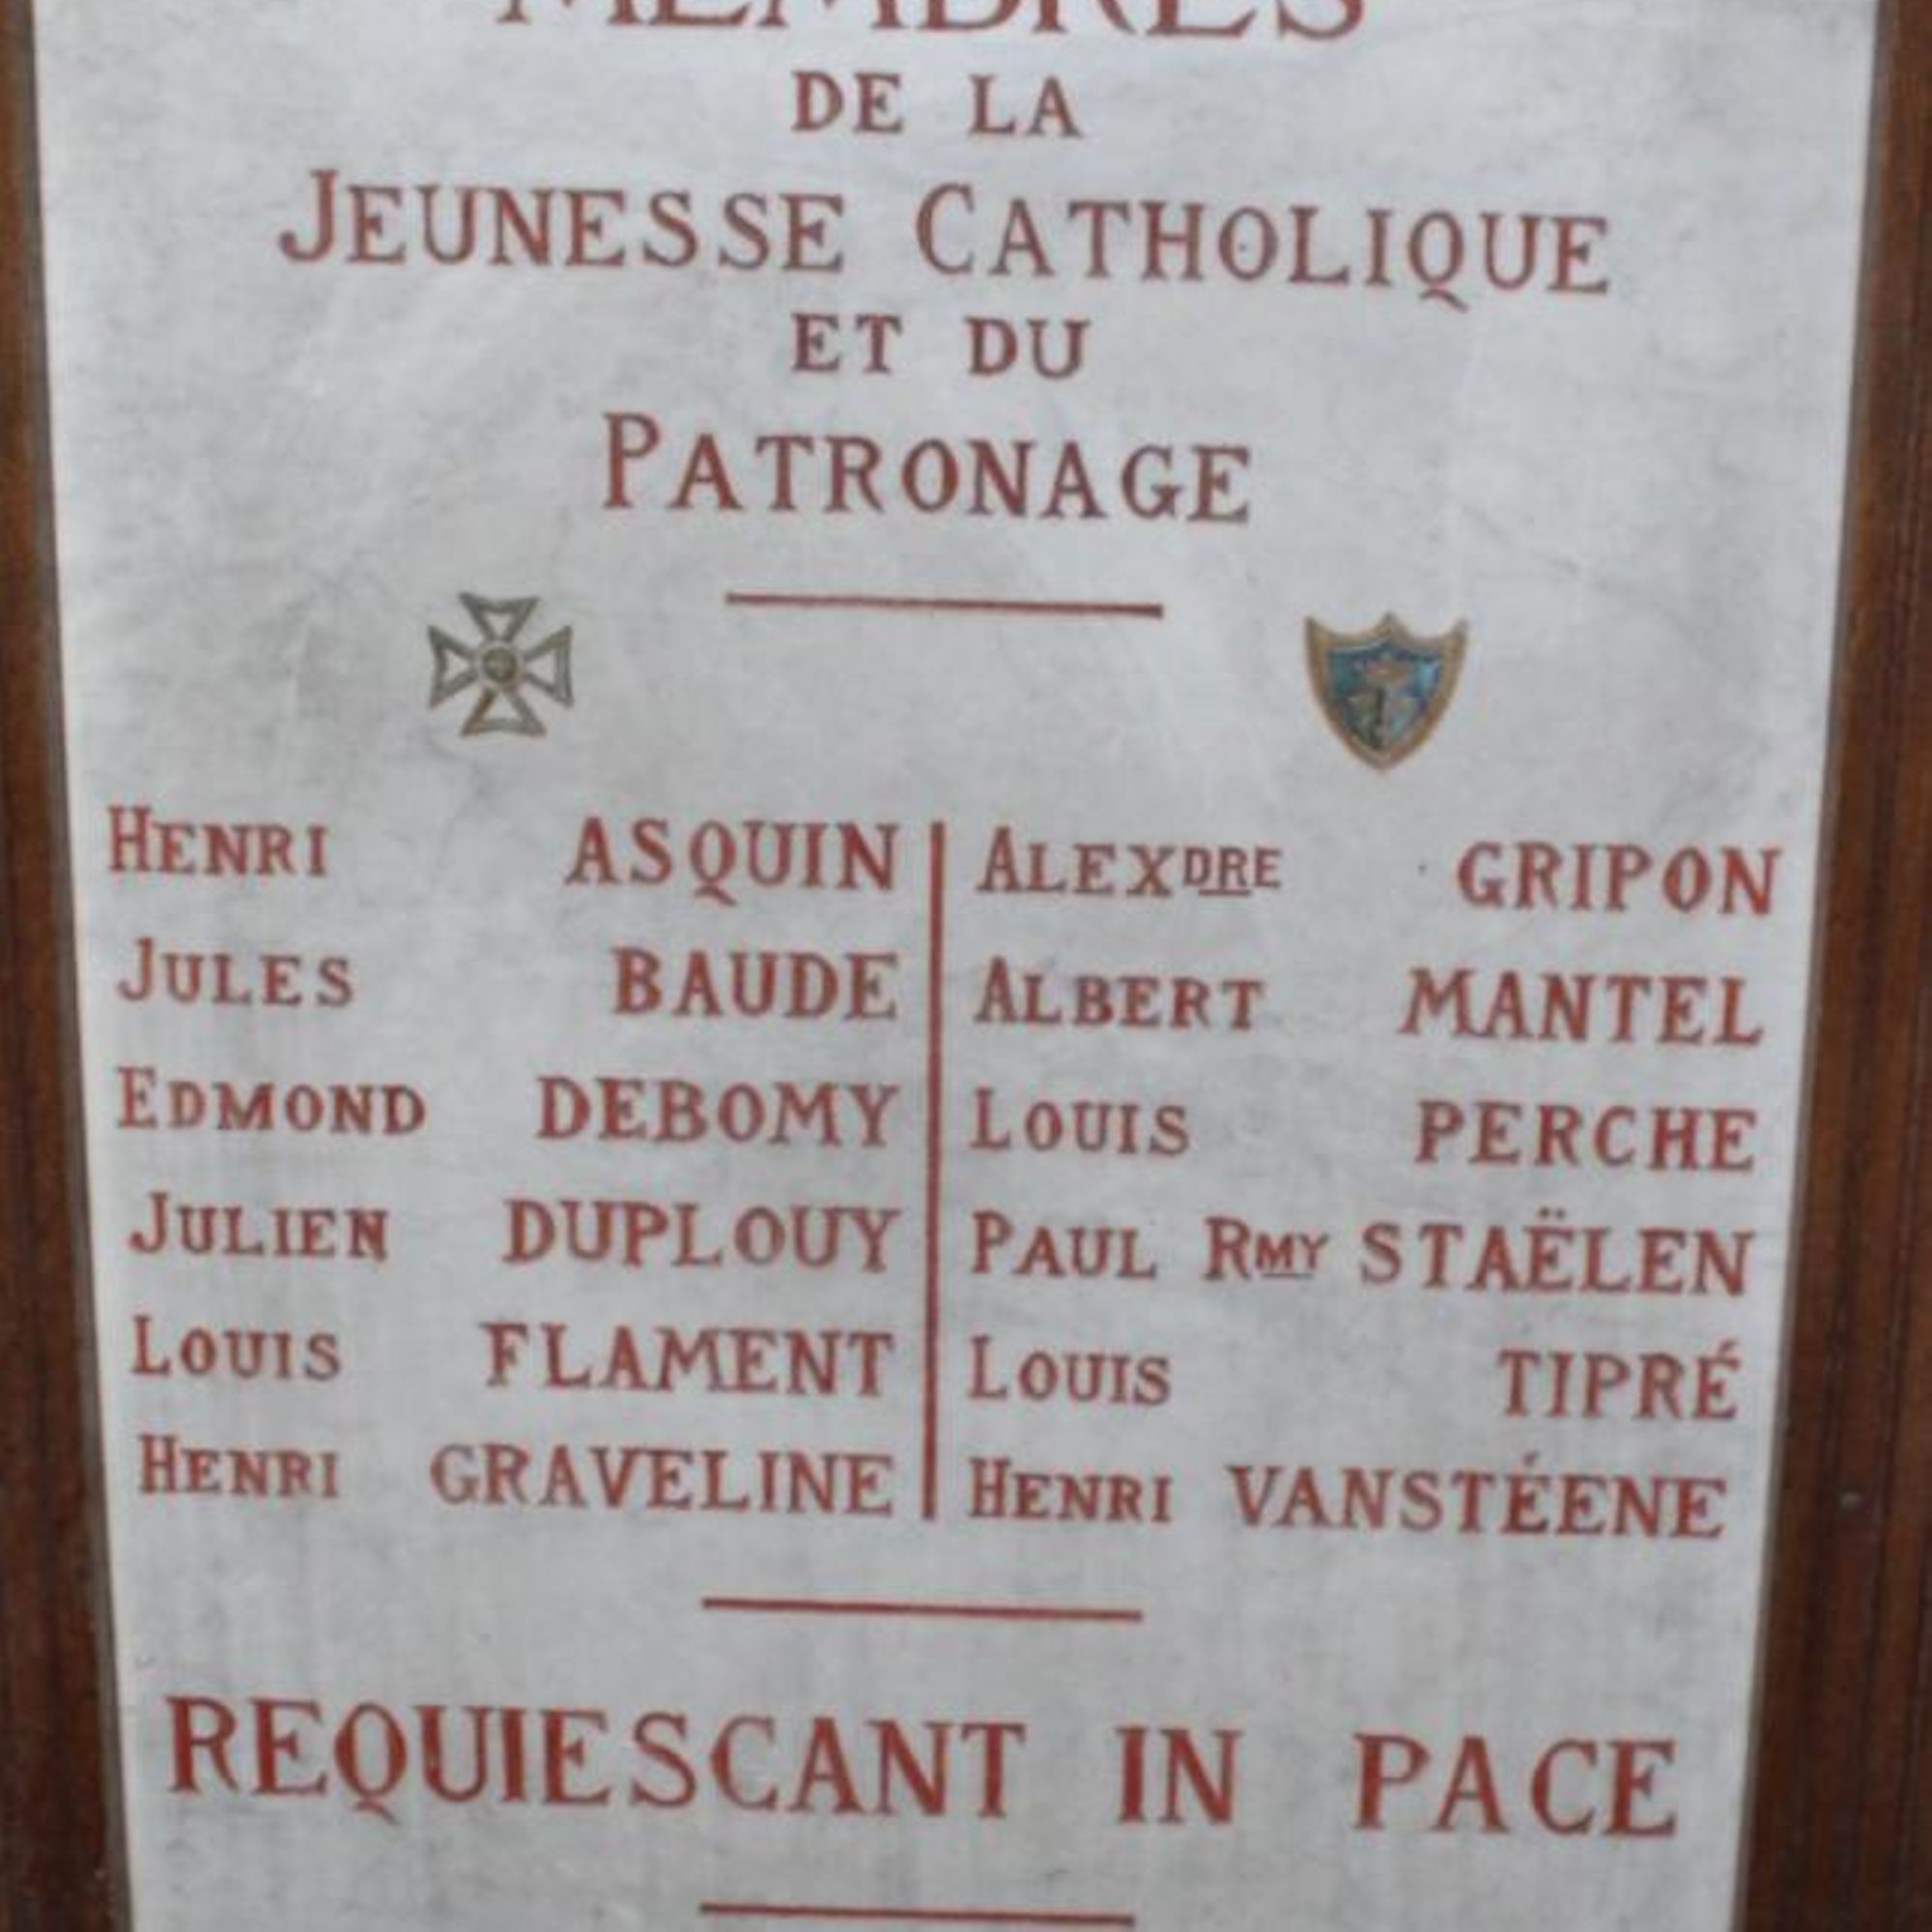 MEMBRES
DE LA
JEUNESSE CATHOLIQUE
ET DU
PATRONAGE
HENRI ASQUIN
JULES BAUDE
EDMOND DEBOMY
JULIEN DUPLOUY
LOUIS FLAMENT
HENRI GRAVELINE
ALEXDRE GRIPON
ALBERT MANTEL
LOUIS PERCHE
PAUL RMY STAËLEN
LOUIS TIPRÉ
HENRI VANSTÉENE
REQUIESCANT IN PACE